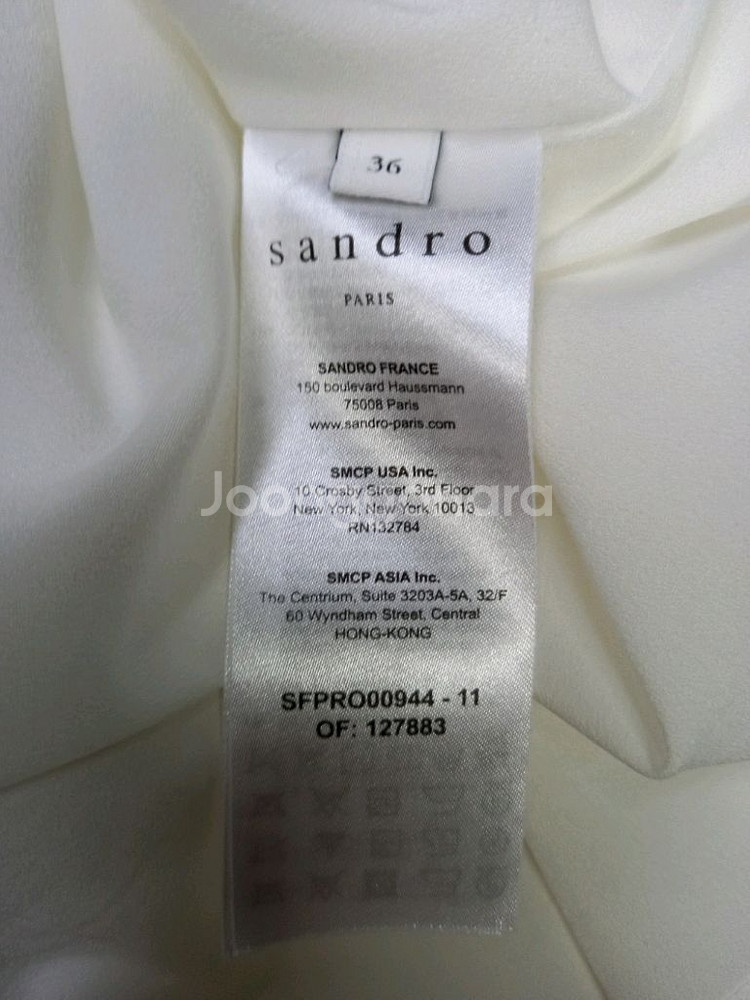 36
sandro
PARIS
SANDRO FRANCE
150 boulevard Haussmann
75008 Paris
www.sandro-paris.com
SMCP USA Inc.
10 Crosby Street, 3rd Floor
New York, New York 10013
RN132784
SMCP ASIA Inc.
The Centrium, Suite 3203A-5A, 32/F
60 Wyndham Street, Central
HONG-KONG
SFPRO00944 - 11
OF: 127883